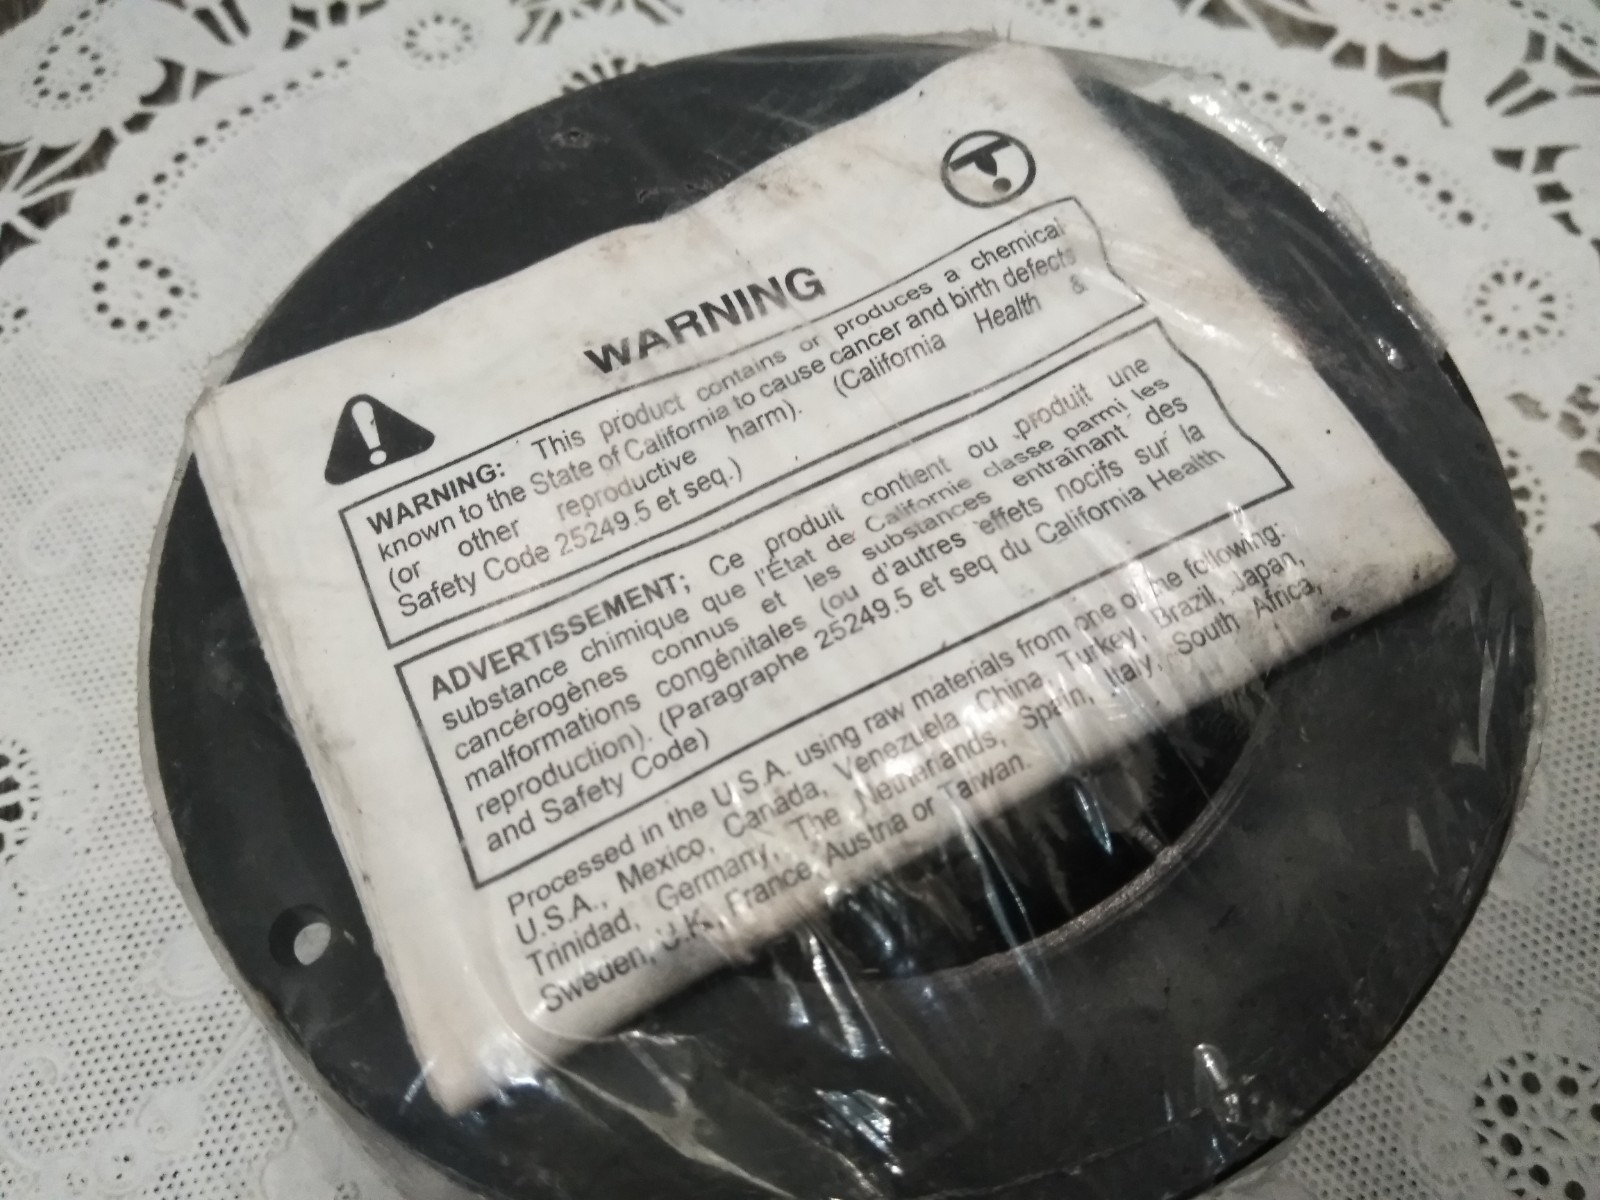 WARNING
WARNING: This product contains or produces a chemical
known to the State of California to cause cancer and birth defects
(or other reproductive harm). (California Health &
Safety Code 25249.5 et seq.)
ADVERTISSEMENT; Ce produit contient ou produit une
substance chimique que l'État de Californie classe parmi les
cancérogènes connus et les substances entraînant des
malformations congénitales (ou d'autres effets nocifs sur la
reproduction). (Paragraphe 25249.5 et seq du California Health
and Safety Code)
Processed in the U.S.A. using raw materials from one of the following:
U.S.A., Mexico, Canada, Venezuela, China, Turkey, Brazil, Japan,
Trinidad, Germany, The Netherlands, Spain, Italy, South Africa,
Sweden, U.K., France, Austria or Taiwan.